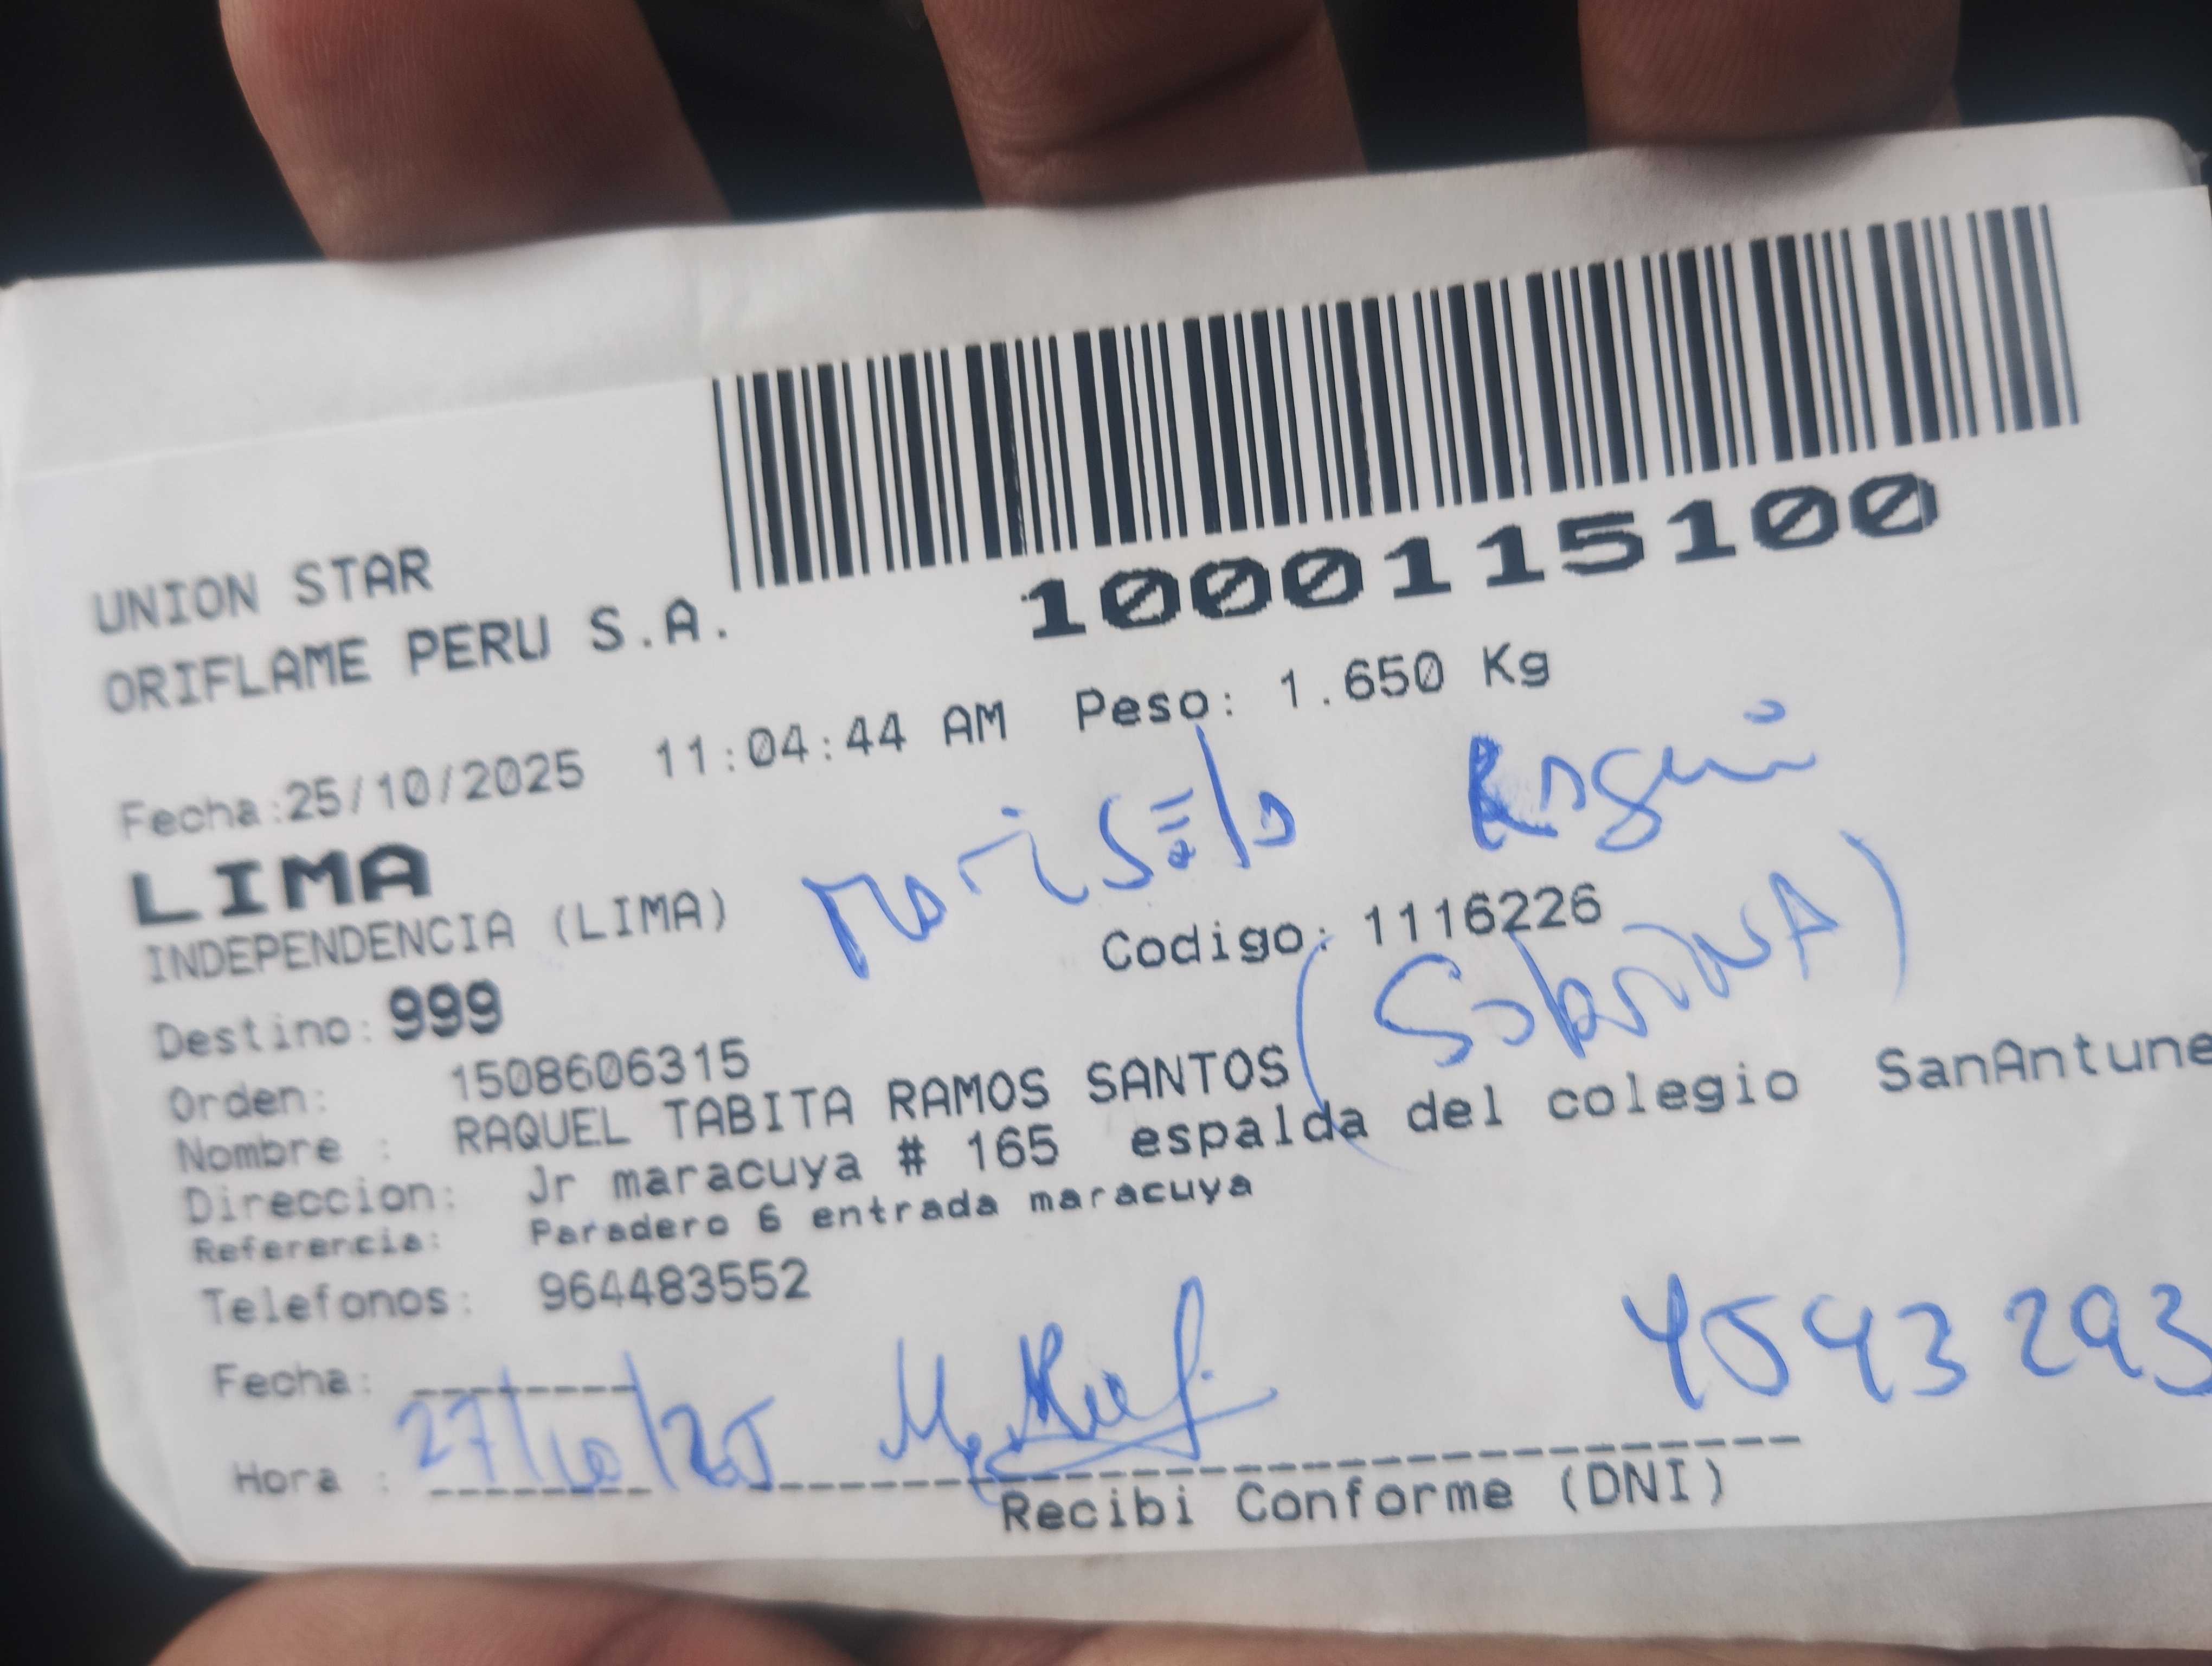 1000115100
UNION STAR
ORIFLAME PERU S.A.
Fecha:25/10/2025 11:04:44 AM Peso: 1.650 Kg
LIMA
INDEPENDENCIA (LIMA)
Codigo: 1116226
(SobriNA)
Destino: 999
Orden: 1508606315
Nombre : RAQUEL TABITA RAMOS SANTOS
Direccion: Jr maracuya # 165 espalda del colegio SanAntune
Referencia: Paradero 6 entrada maracuya
Telefonos: 964483552
4543293
Fecha:
27/10/25
Hora :
Recibi Conforme (DNI)